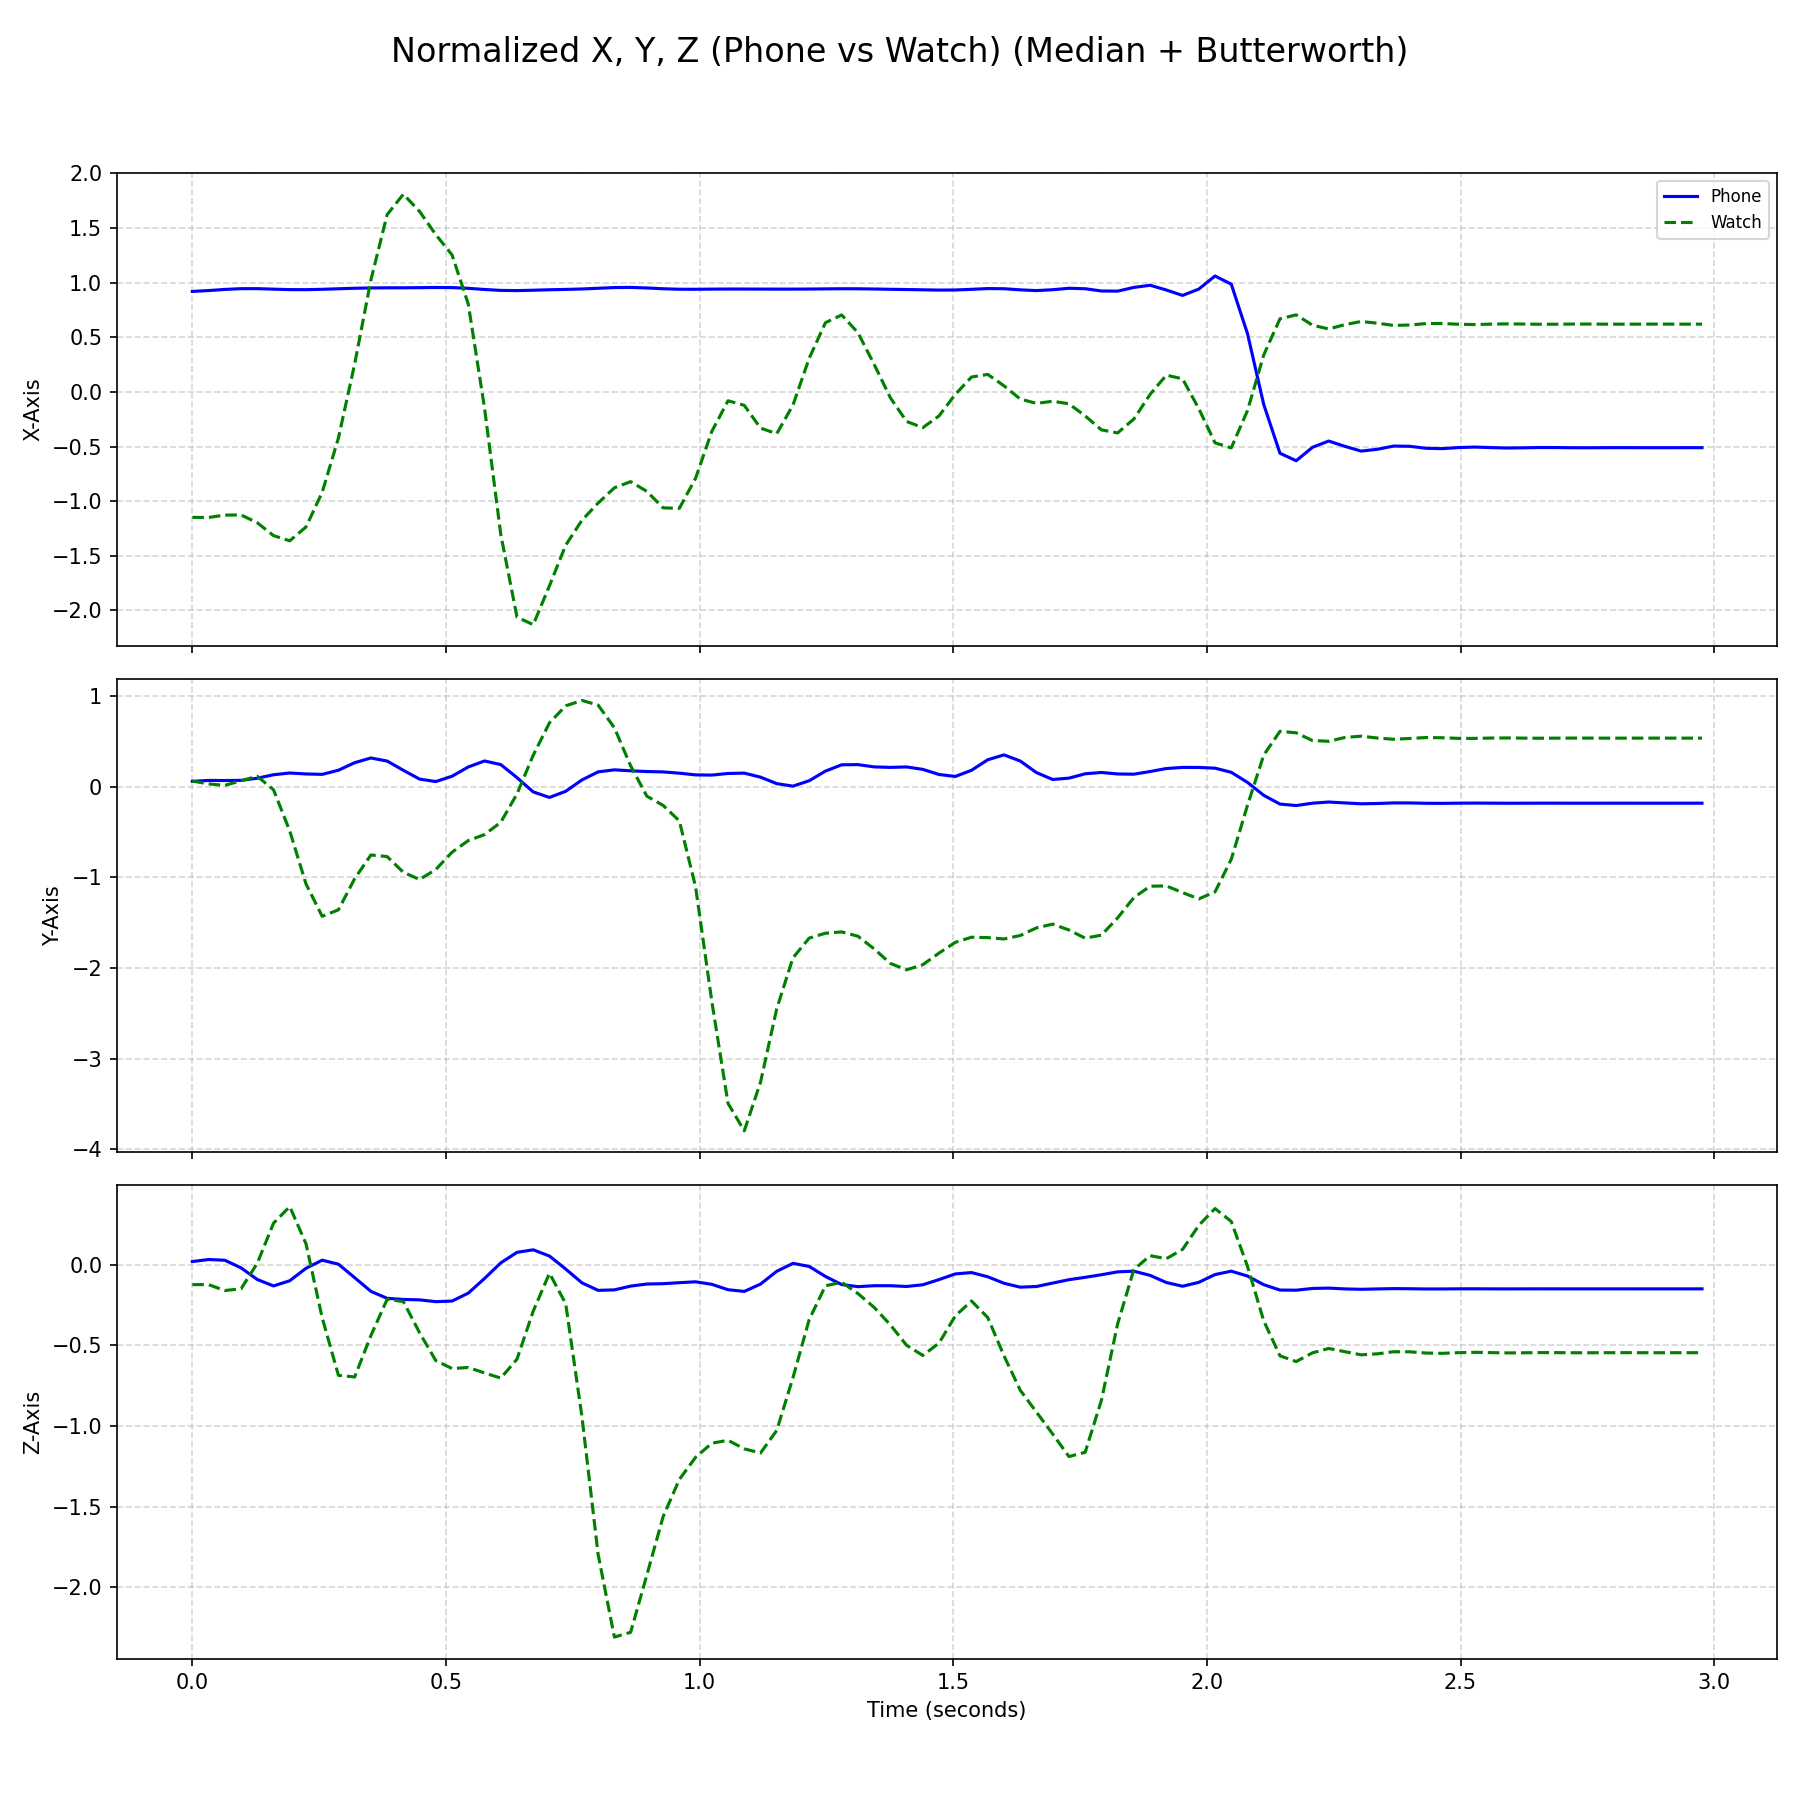 Normalized X, Y, Z (Phone vs Watch) (Median + Butterworth)
Phone
Watch
2.0
1.5
1.0
0.5
0.0
−0.5
−1.0
−1.5
−2.0
X-Axis
1
0
−1
−2
−3
−4
Y-Axis
0.0
−0.5
−1.0
−1.5
−2.0
Z-Axis
0.0 0.5 1.0 1.5 2.0 2.5 3.0
Time (seconds)